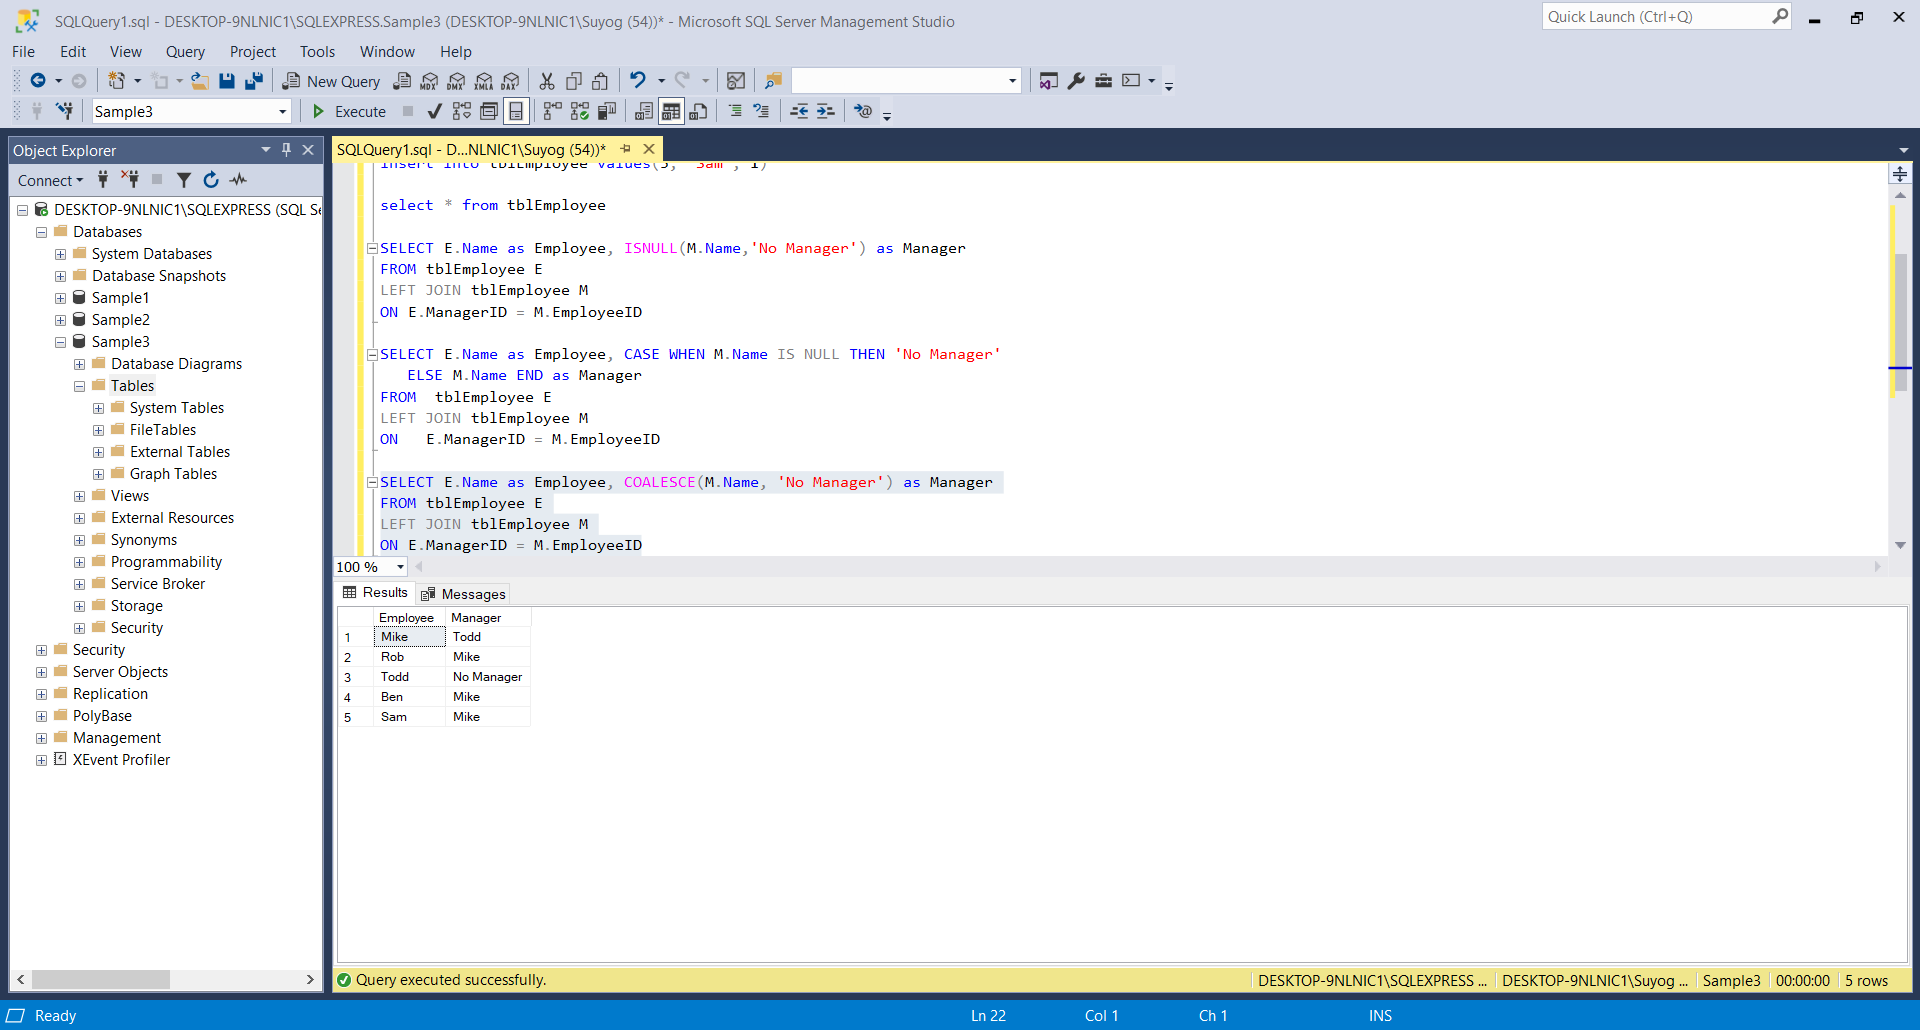 SQLQuery1.sql - DESKTOP-9NLNIC1\SQLEXPRESS.Sample3 (DESKTOP-9NLNIC1\Suyog (54))* - Microsoft SQL Server Management Studio
Quick Launch (Ctrl+Q)
File Edit View Query Project Tools Window Help
New Query MDX DMX XMLA DAX
Sample3 Execute
Object Explorer
Connect
DESKTOP-9NLNIC1\SQLEXPRESS (SQL Se
Databases
System Databases
Database Snapshots
Sample1
Sample2
Sample3
Database Diagrams
Tables
System Tables
FileTables
External Tables
Graph Tables
Views
External Resources
Synonyms
Programmability
Service Broker
Storage
Security
Security
Server Objects
Replication
PolyBase
Management
XEvent Profiler
SQLQuery1.sql - D...NLNIC1\Suyog (54))*
insert into tblEmployee values(5, 'Sam', 1)
select * from tblEmployee
SELECT E.Name as Employee, ISNULL(M.Name,'No Manager') as Manager
FROM tblEmployee E
LEFT JOIN tblEmployee M
ON E.ManagerID = M.EmployeeID
SELECT E.Name as Employee, CASE WHEN M.Name IS NULL THEN 'No Manager'
ELSE M.Name END as Manager
FROM tblEmployee E
LEFT JOIN tblEmployee M
ON E.ManagerID = M.EmployeeID
SELECT E.Name as Employee, COALESCE(M.Name, 'No Manager') as Manager
FROM tblEmployee E
LEFT JOIN tblEmployee M
ON E.ManagerID = M.EmployeeID
100 %
Results Messages
Employee Manager
1 Mike Todd
2 Rob Mike
3 Todd No Manager
4 Ben Mike
5 Sam Mike
Query executed successfully. DESKTOP-9NLNIC1\SQLEXPRESS ... DESKTOP-9NLNIC1\Suyog ... Sample3 00:00:00 5 rows
Ready Ln 22 Col 1 Ch 1 INS